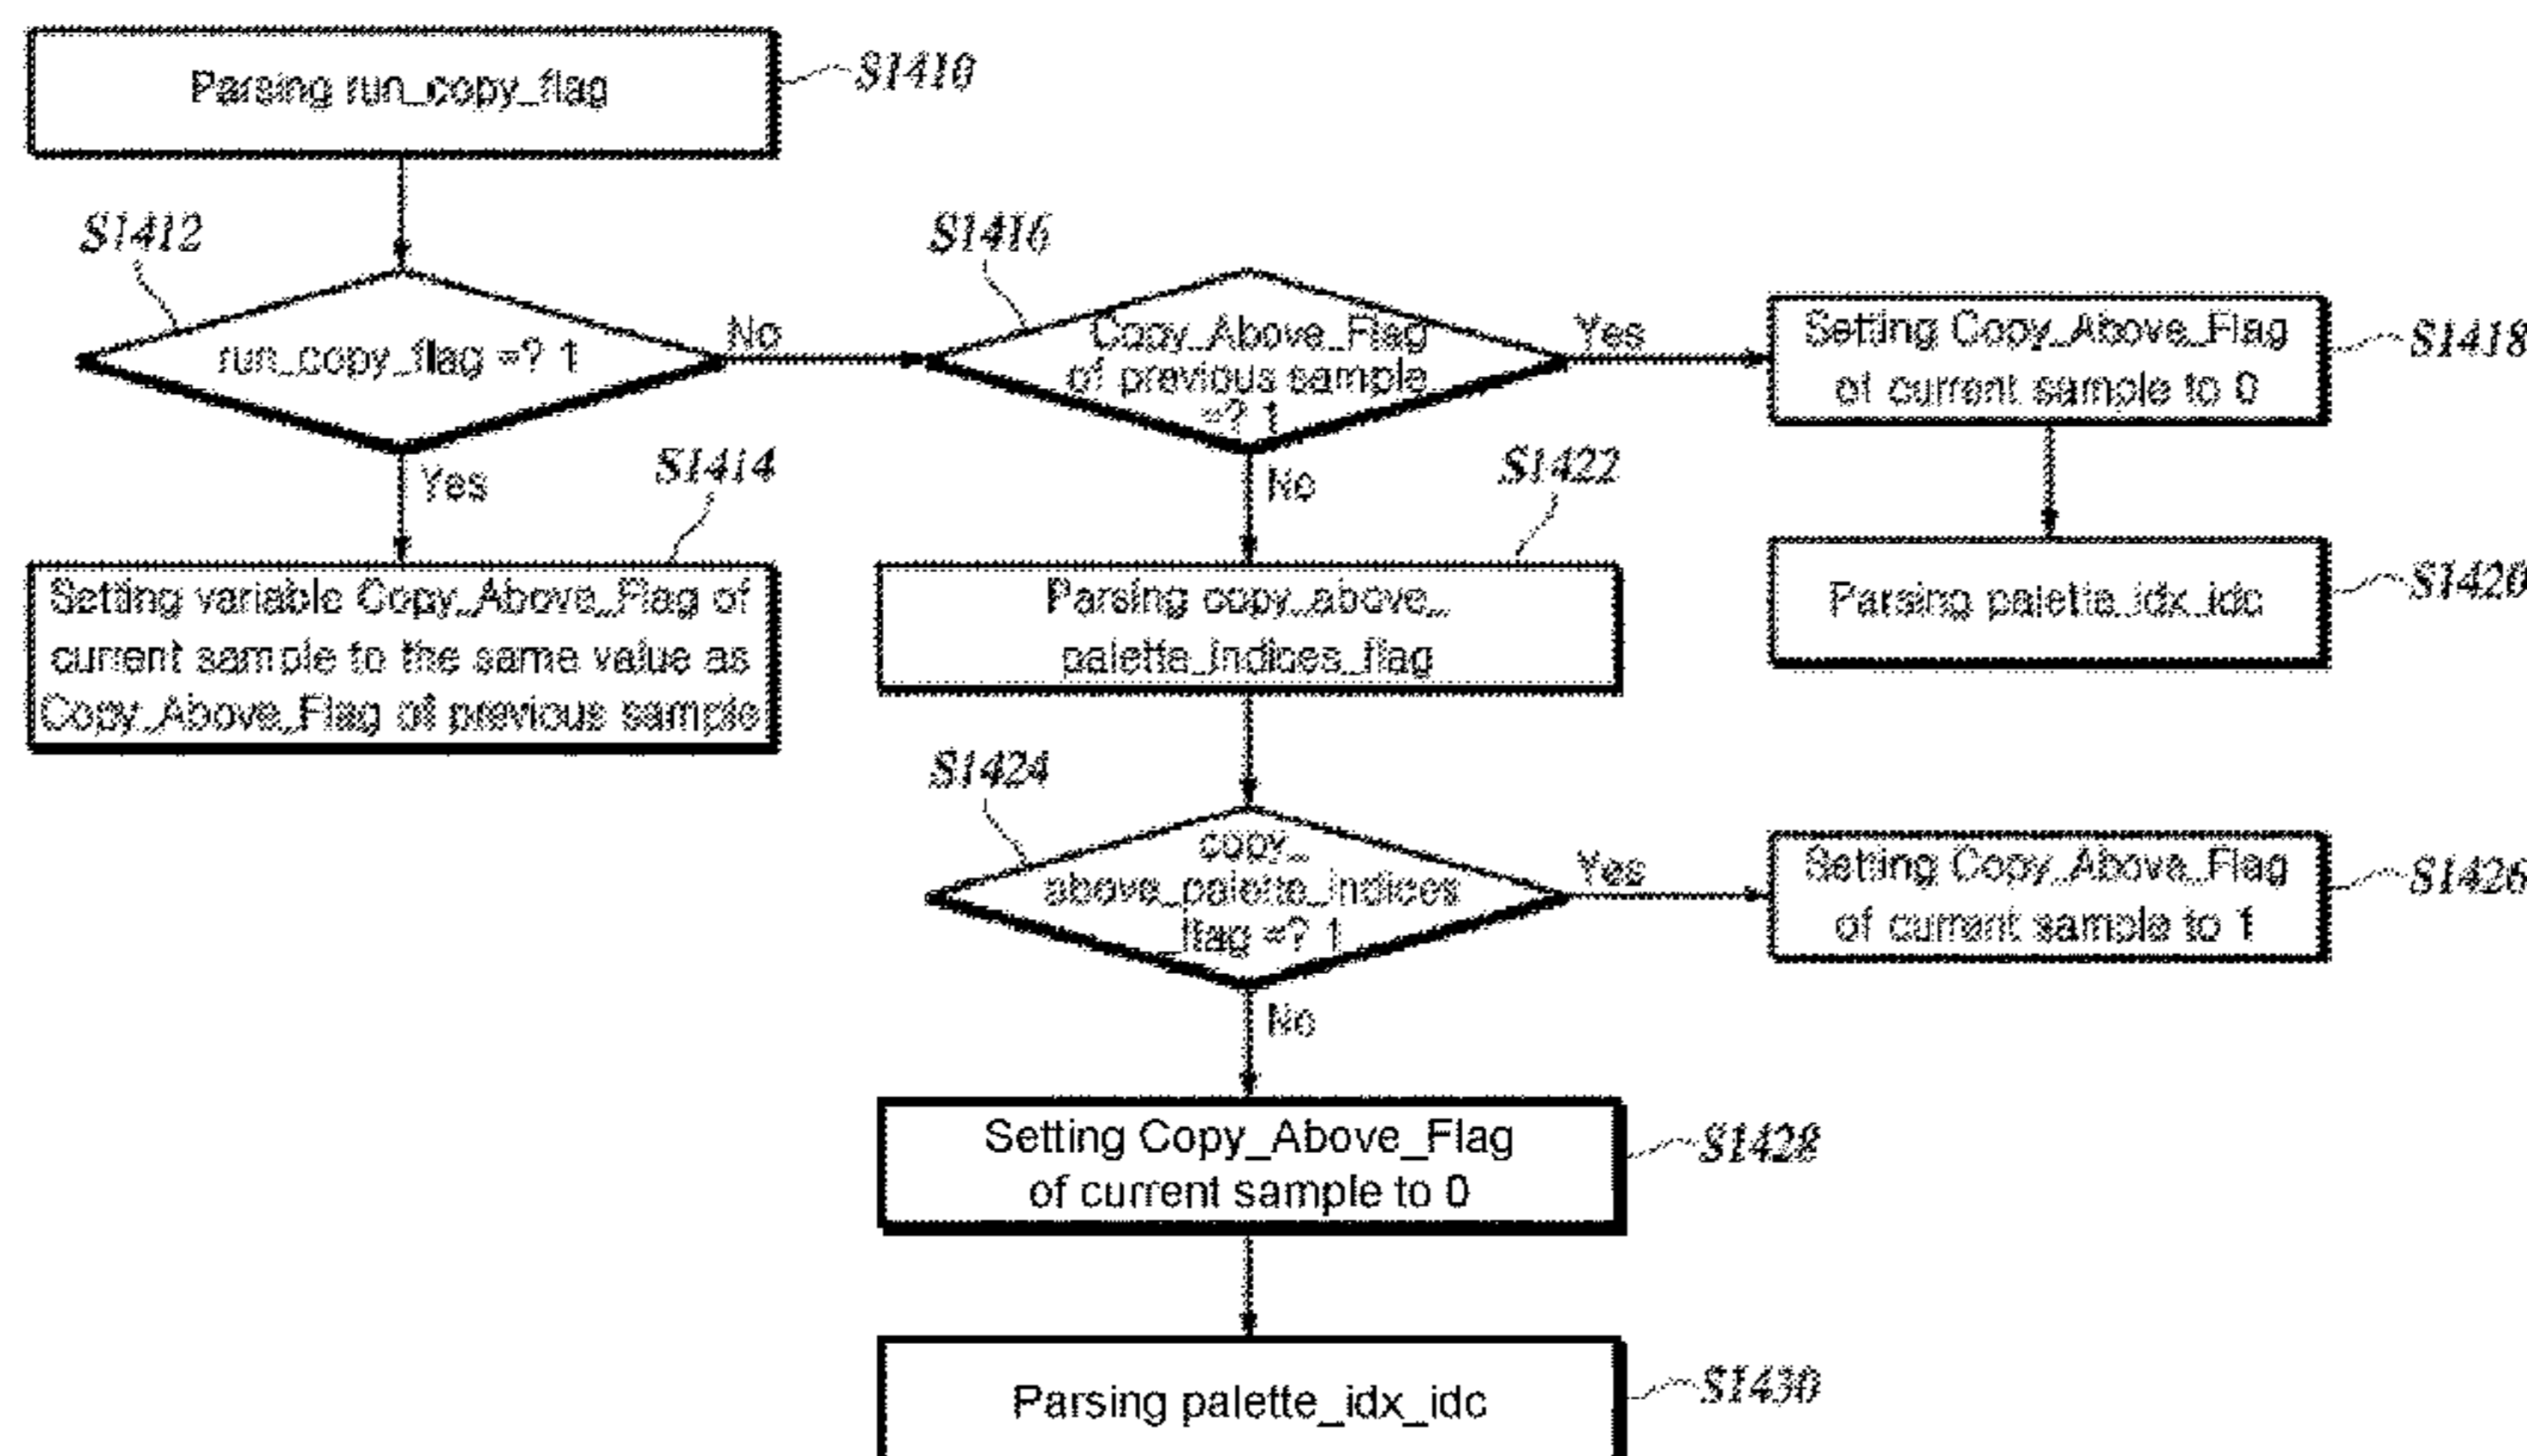 Parsing run_copy_flag
S1410
S1412
run_copy_flag =? 1
No
Yes
S1414
Setting variable Copy_Above_Flag of
current sample to the same value as
Copy_Above_Flag of previous sample
S1416
Copy_Above_Flag
of previous sample
=? 1
Yes
No
Setting Copy_Above_Flag
of current sample to 0
S1418
Parsing palette_idx_idc
S1420
S1422
Parsing copy_above_
palette_indices_flag
S1424
copy_
above_palette_indices
_flag =? 1
Yes
No
Setting Copy_Above_Flag
of current sample to 1
S1426
Setting Copy_Above_Flag
of current sample to 0
S1428
Parsing palette_idx_idc
S1430